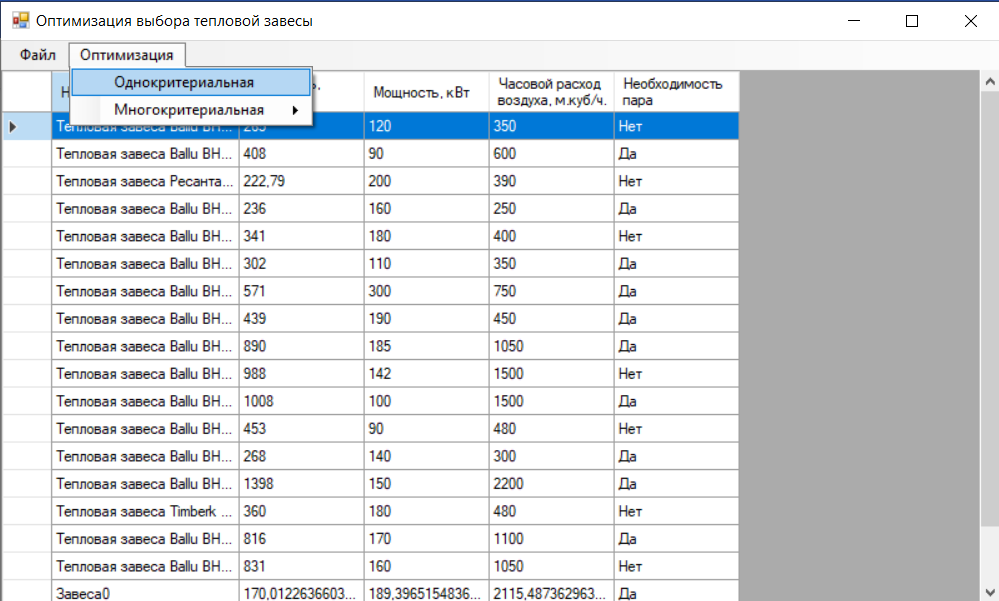 Оптимизация выбора тепловой завесы
Файл Оптимизация
Однокритериальная
Многокритериальная
Мощность, кВт Часовой расход воздуха, м.куб/ч. Необходимость пара
Тепловая завеса Ballu BH... 120 350 Нет
Тепловая завеса Ballu BH... 408 90 600 Да
Тепловая завеса Ресанта... 222,79 200 390 Нет
Тепловая завеса Ballu BH... 236 160 250 Да
Тепловая завеса Ballu BH... 341 180 400 Нет
Тепловая завеса Ballu BH... 302 110 350 Да
Тепловая завеса Ballu BH... 571 300 750 Да
Тепловая завеса Ballu BH... 439 190 450 Да
Тепловая завеса Ballu BH... 890 185 1050 Да
Тепловая завеса Ballu BH... 988 142 1500 Нет
Тепловая завеса Ballu BH... 1008 100 1500 Да
Тепловая завеса Ballu BH... 453 90 480 Нет
Тепловая завеса Ballu BH... 268 140 300 Да
Тепловая завеса Ballu BH... 1398 150 2200 Да
Тепловая завеса Timberk ... 360 180 480 Нет
Тепловая завеса Ballu BH... 816 170 1100 Да
Тепловая завеса Ballu BH... 831 160 1050 Нет
Завеса0 170,0122636603... 189,3965154836... 2115,487362963... Да